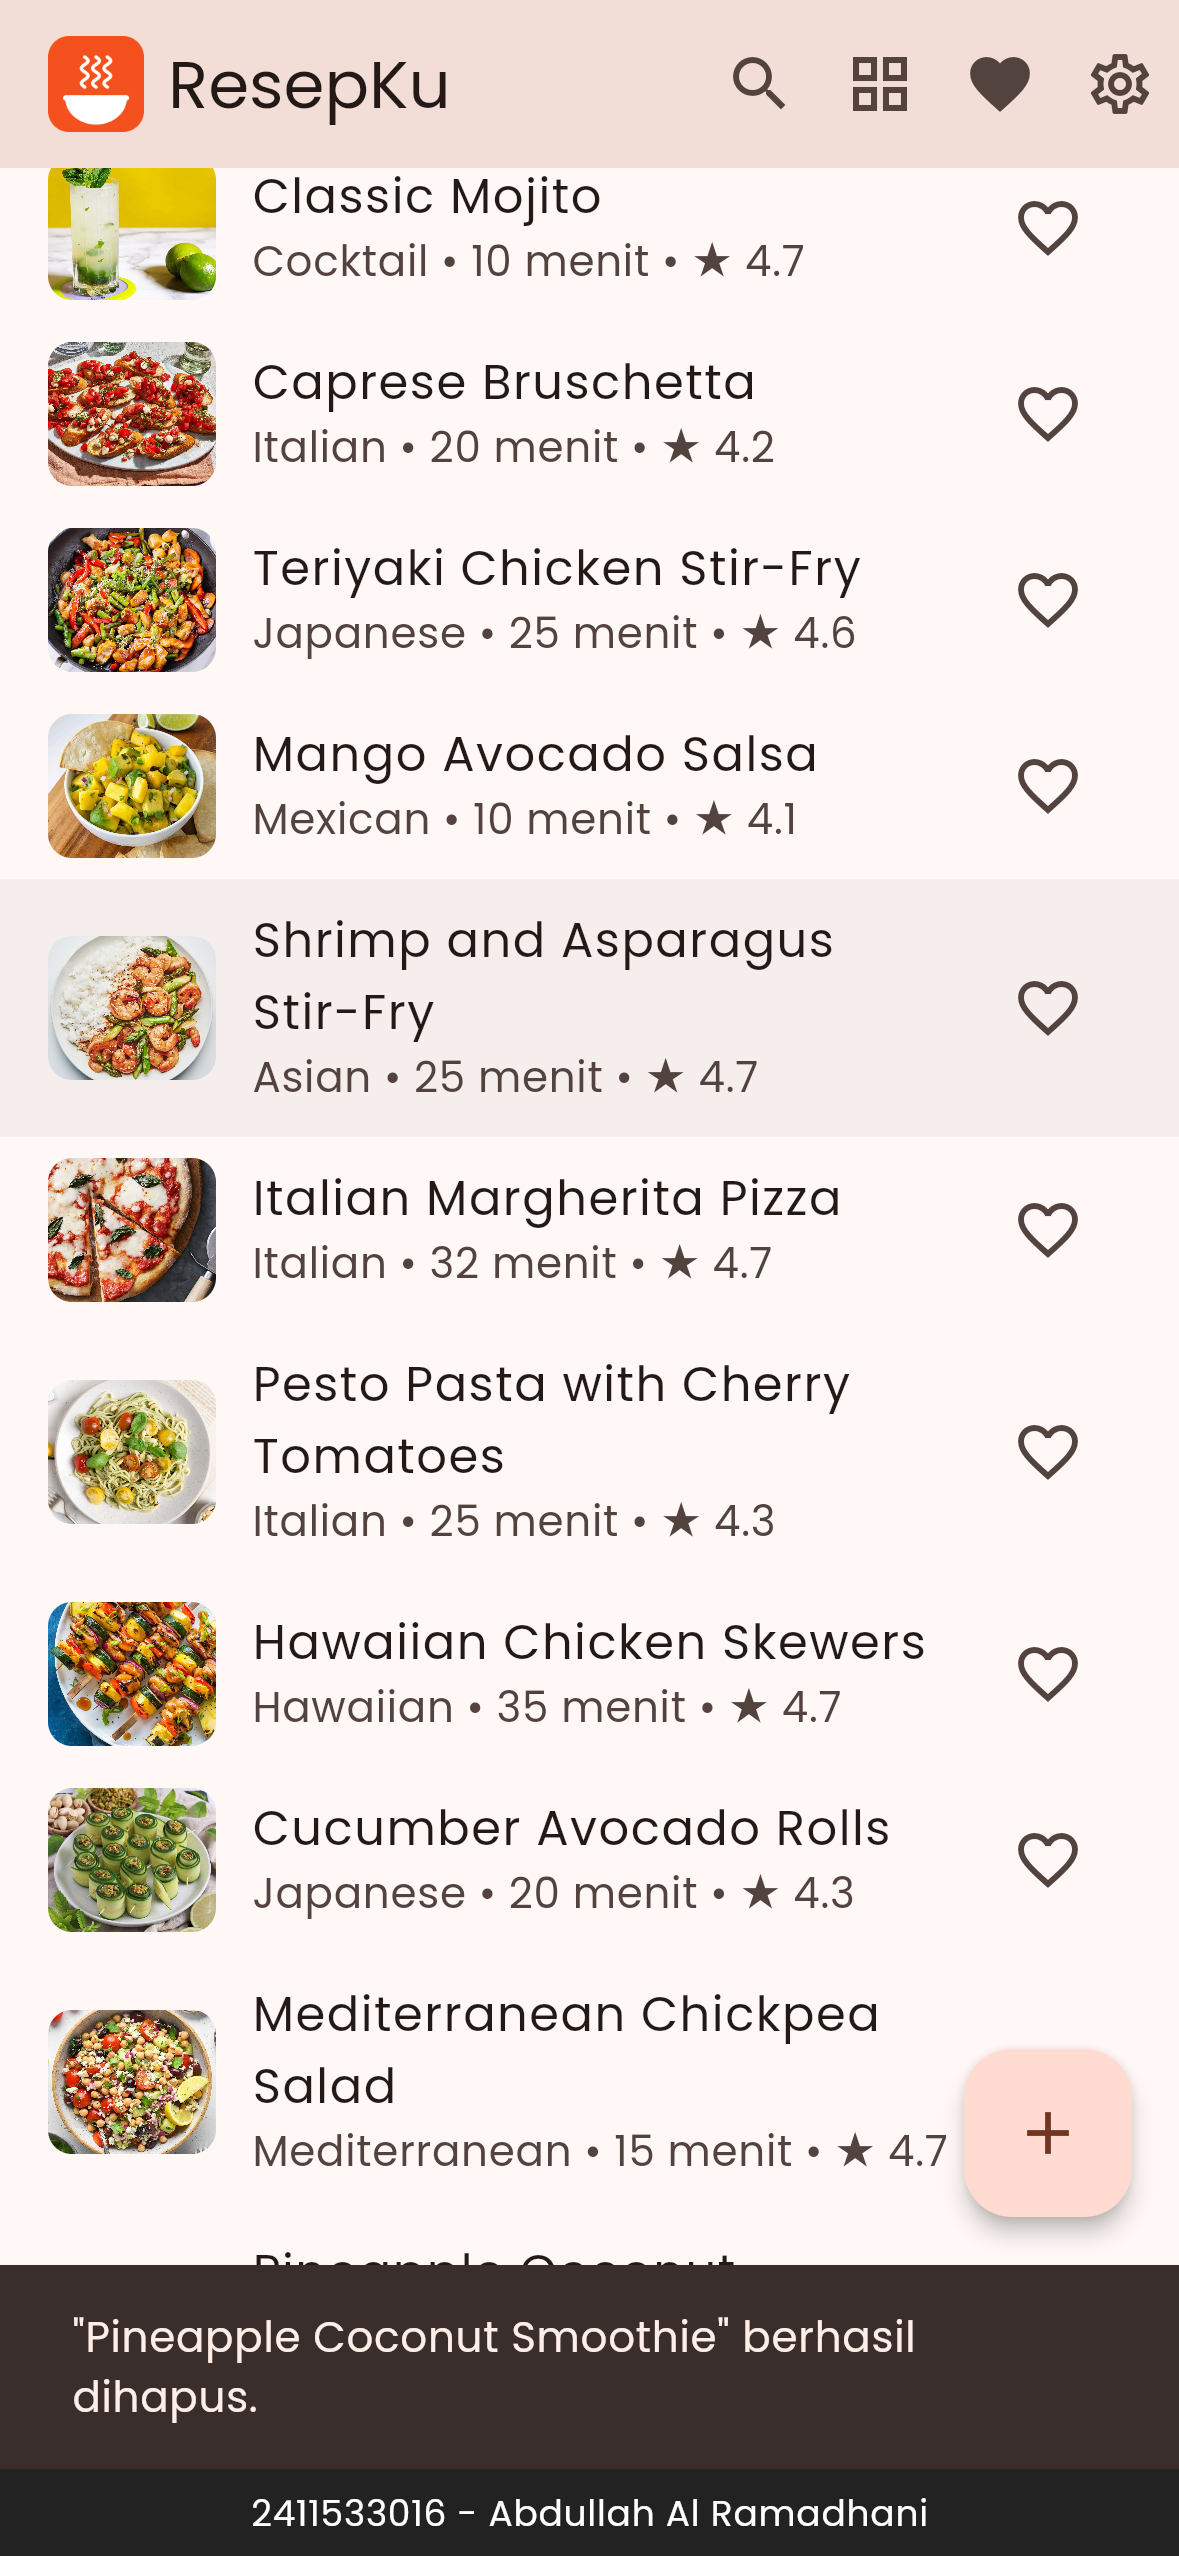 ResepKu
Classic Mojito
Cocktail • 10 menit • ★ 4.7
Caprese Bruschetta
Italian • 20 menit • ★ 4.2
Teriyaki Chicken Stir-Fry
Japanese • 25 menit • ★ 4.6
Mango Avocado Salsa
Mexican • 10 menit • ★ 4.1
Shrimp and Asparagus
Stir-Fry
Asian • 25 menit • ★ 4.7
Italian Margherita Pizza
Italian • 32 menit • ★ 4.7
Pesto Pasta with Cherry
Tomatoes
Italian • 25 menit • ★ 4.3
Hawaiian Chicken Skewers
Hawaiian • 35 menit • ★ 4.7
Cucumber Avocado Rolls
Japanese • 20 menit • ★ 4.3
Mediterranean Chickpea
Salad
Mediterranean • 15 menit • ★ 4.7
Pineapple Coconut
"Pineapple Coconut Smoothie" berhasil
dihapus.
2411533016 - Abdullah Al Ramadhani